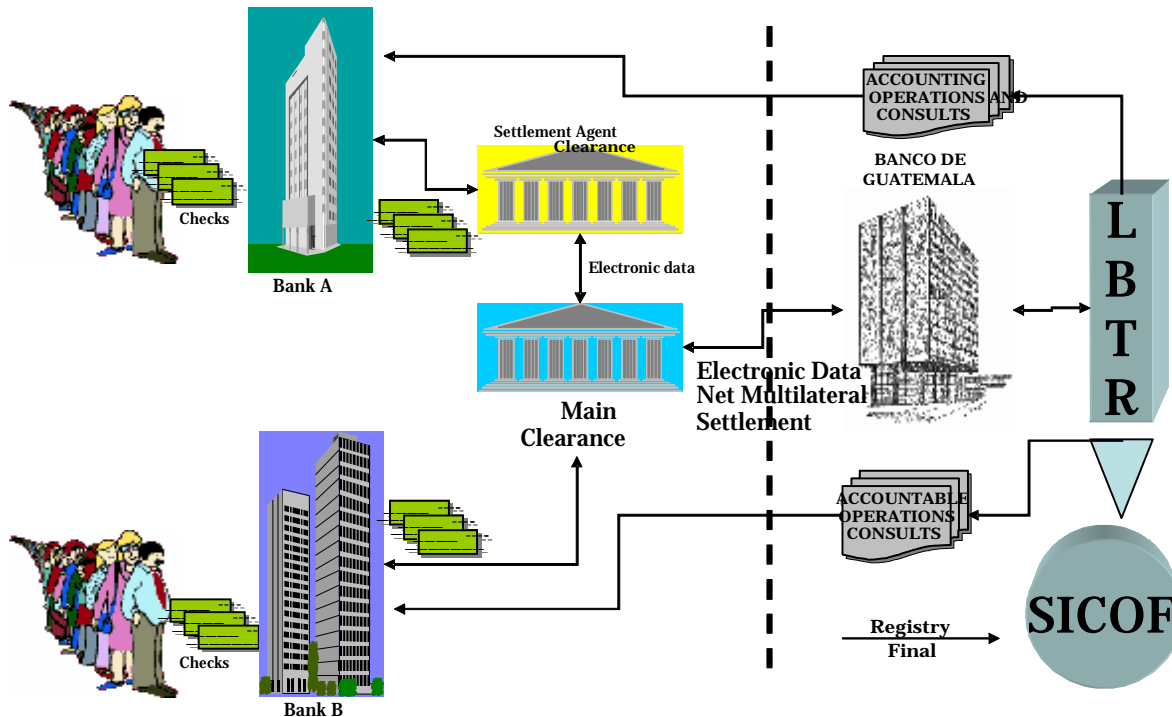 ACCOUNTING
OPERATIONS AND
CONSULTS
Settlement Agent
Clearance
BANCO DE
GUATEMALA
Checks
L
B
T
R
Electronic data
Bank A
Electronic Data
Net Multilateral
Settlement
Main
Clearance
ACCOUNTABLE
OPERATIONS
CONSULTS
SICOF
Registry
Final
Checks
Bank B